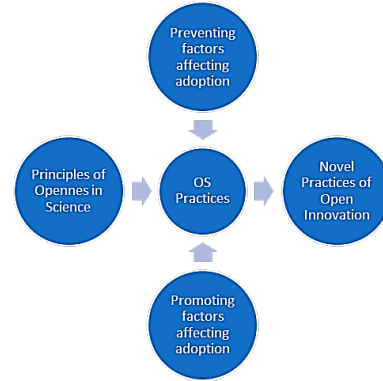 Preventing
factors
affecting
adoption
Principles of
Opennes in
Science
OS
Practices
Novel
Practices of
Open
Innovation
Promoting
factors
affecting
adoption